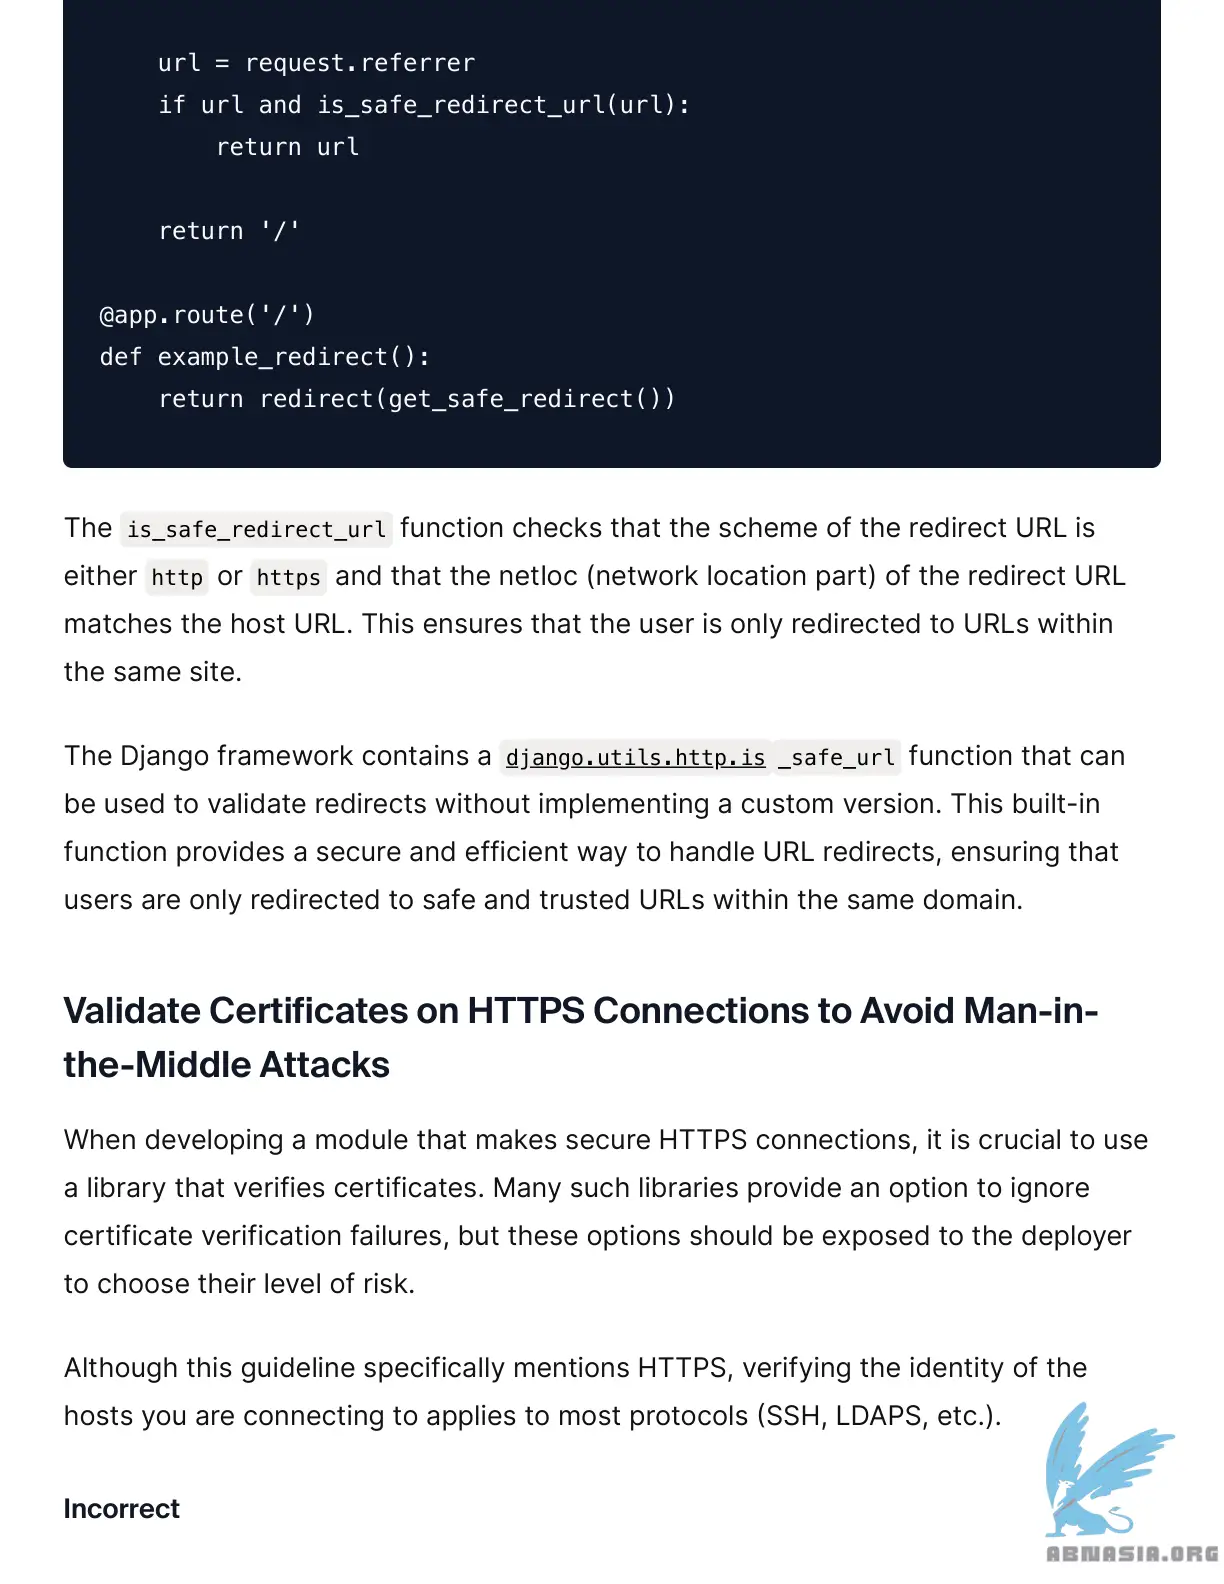 url = request.referrer
    if url and is_safe_redirect_url(url):
        return url
    return '/'
@app.route('/')
def example_redirect():
    return redirect(get_safe_redirect())
The is_safe_redirect_url function checks that the scheme of the redirect URL is
either http or https and that the netloc (network location part) of the redirect URL
matches the host URL. This ensures that the user is only redirected to URLs within
the same site.
The Django framework contains a django.utils.http.is _safe_url function that can
be used to validate redirects without implementing a custom version. This built-in
function provides a secure and efficient way to handle URL redirects, ensuring that
users are only redirected to safe and trusted URLs within the same domain.
Validate Certificates on HTTPS Connections to Avoid Man-in-
the-Middle Attacks
When developing a module that makes secure HTTPS connections, it is crucial to use
a library that verifies certificates. Many such libraries provide an option to ignore
certificate verification failures, but these options should be exposed to the deployer
to choose their level of risk.
Although this guideline specifically mentions HTTPS, verifying the identity of the
hosts you are connecting to applies to most protocols (SSH, LDAPS, etc.).
Incorrect
ABNASIA.ORG